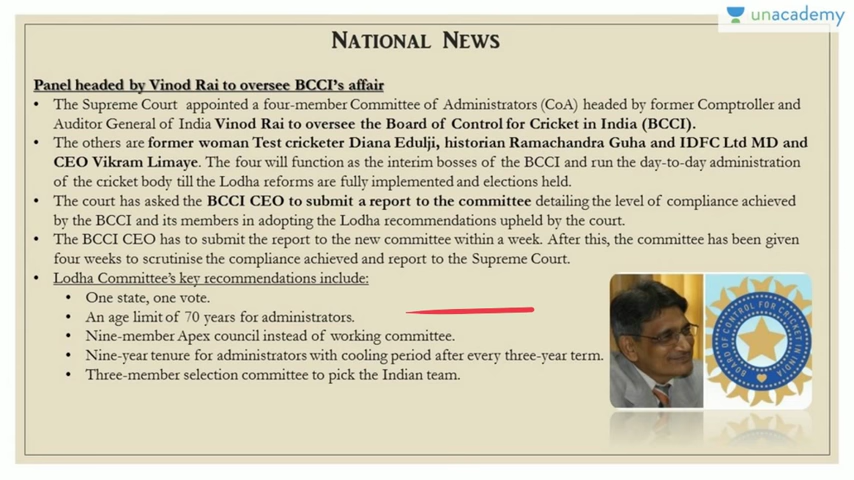 unacademy
National News
Panel headed by Vinod Rai to oversee BCCI's affair
• The Supreme Court appointed a four-member Committee of Administrators (CoA) headed by former Comptroller and
Auditor General of India Vinod Rai to oversee the Board of Control for Cricket in India (BCCI).
• The others are former woman Test cricketer Diana Edulji, historian Ramachandra Guha and IDFC Ltd MD and
CEO Vikram Limaye. The four will function as the interim bosses of the BCCI and run the day-to-day administration
of the cricket body till the Lodha reforms are fully implemented and elections held.
• The court has asked the BCCI CEO to submit a report to the committee detailing the level of compliance achieved
by the BCCI and its members in adopting the Lodha recommendations upheld by the court.
• The BCCI CEO has to submit the report to the new committee within a week. After this, the committee has been given
four weeks to scrutinise the compliance achieved and report to the Supreme Court.
• Lodha Committee's key recommendations include:
• One state, one vote.
• An age limit of 70 years for administrators.
• Nine-member Apex council instead of working committee.
• Nine-year tenure for administrators with cooling period after every three-year term.
• Three-member selection committee to pick the Indian team.
BOARD OF CONTROL FOR CRICKET IN INDIA